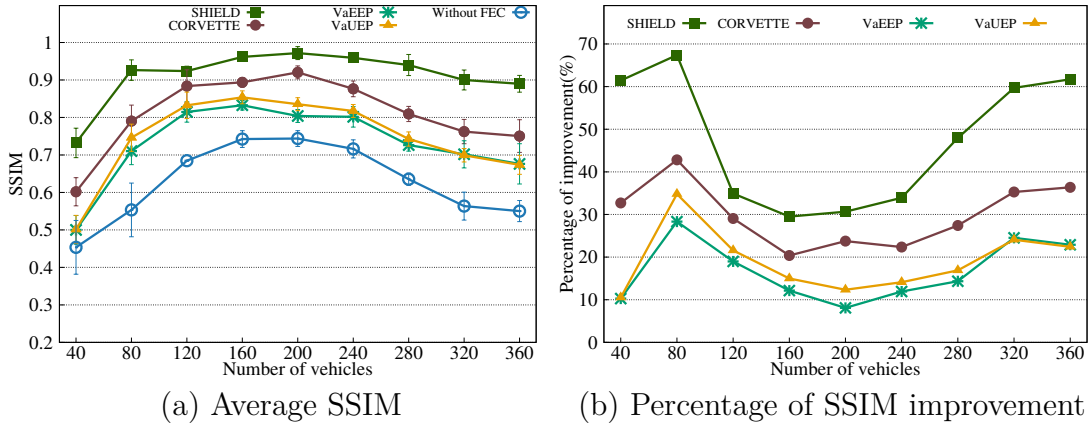 SHIELD
CORVETTE
VaEEP
VaUEP
Without FEC
1
0.9
0.8
0.7
0.6
0.5
0.4
0.3
0.2
SSIM
40 80 120 160 200 240 280 320 360
Number of vehicles
(a) Average SSIM
SHIELD
CORVETTE
VaEEP
VaUEP
70
60
50
40
30
20
10
0
Percentage of improvement(%)
40 80 120 160 200 240 280 320 360
Number of vehicles
(b) Percentage of SSIM improvement